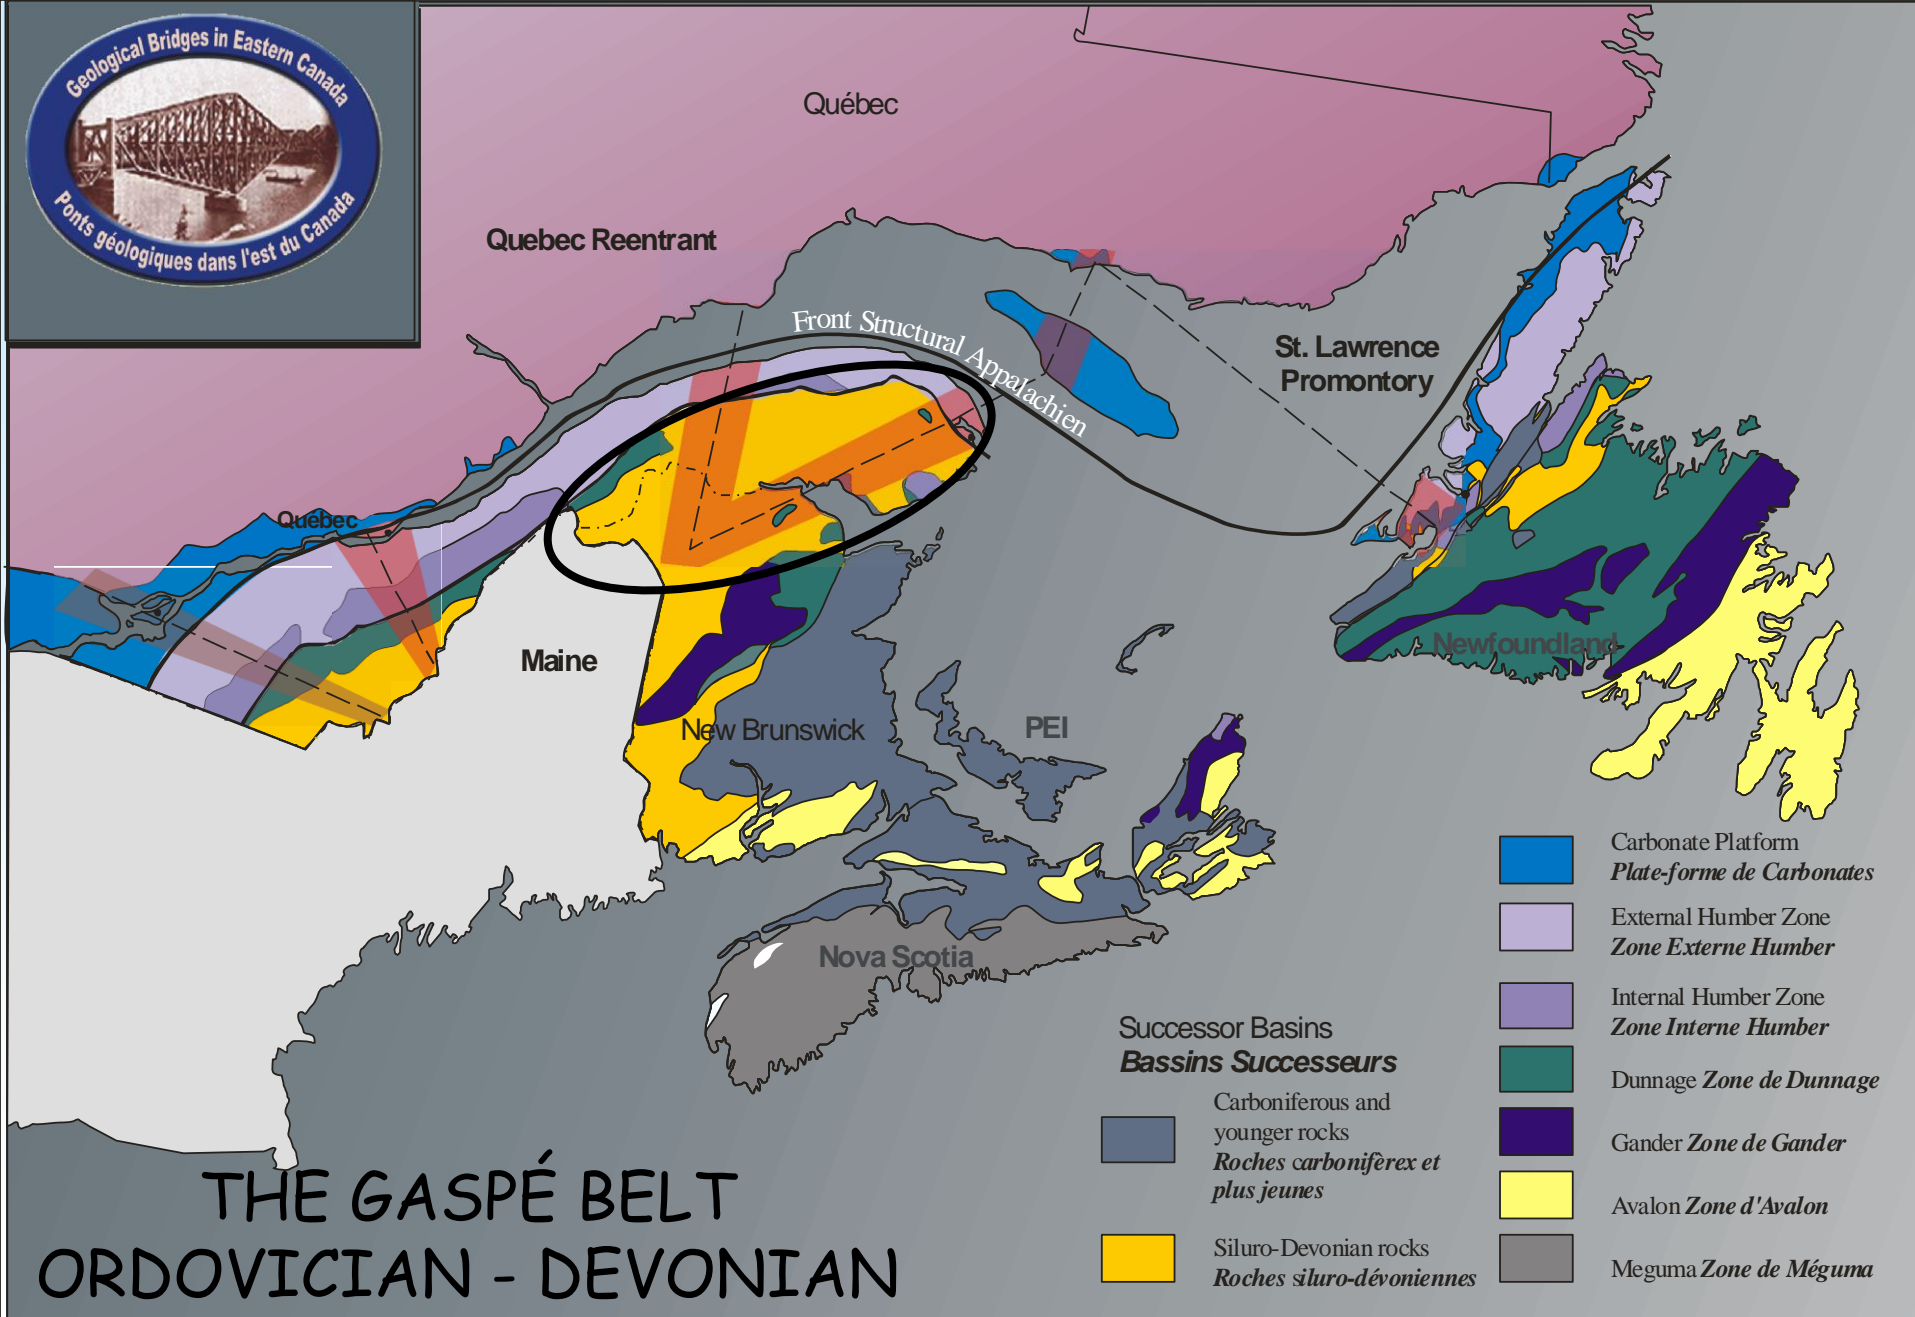 Geological Bridges in Eastern Canada
Ponts géologiques dans l'est du Canada
Québec
Quebec Reentrant
Front Structural Appalachien
St. Lawrence
Promontory
Québec
Maine
Newfoundland
New Brunswick
PEI
Nova Scotia
Carbonate Platform
Plate-forme de Carbonates
External Humber Zone
Zone Externe Humber
Internal Humber Zone
Zone Interne Humber
Dunnage Zone de Dunnage
Gander Zone de Gander
Avalon Zone d'Avalon
Meguma Zone de Méguma
Successor Basins
Bassins Successeurs
Carboniferous and
younger rocks
Roches carbonifèrex et
plus jeunes
Siluro-Devonian rocks
Roches siluro-dévoniennes
THE GASPÉ BELT
ORDOVICIAN - DEVONIAN